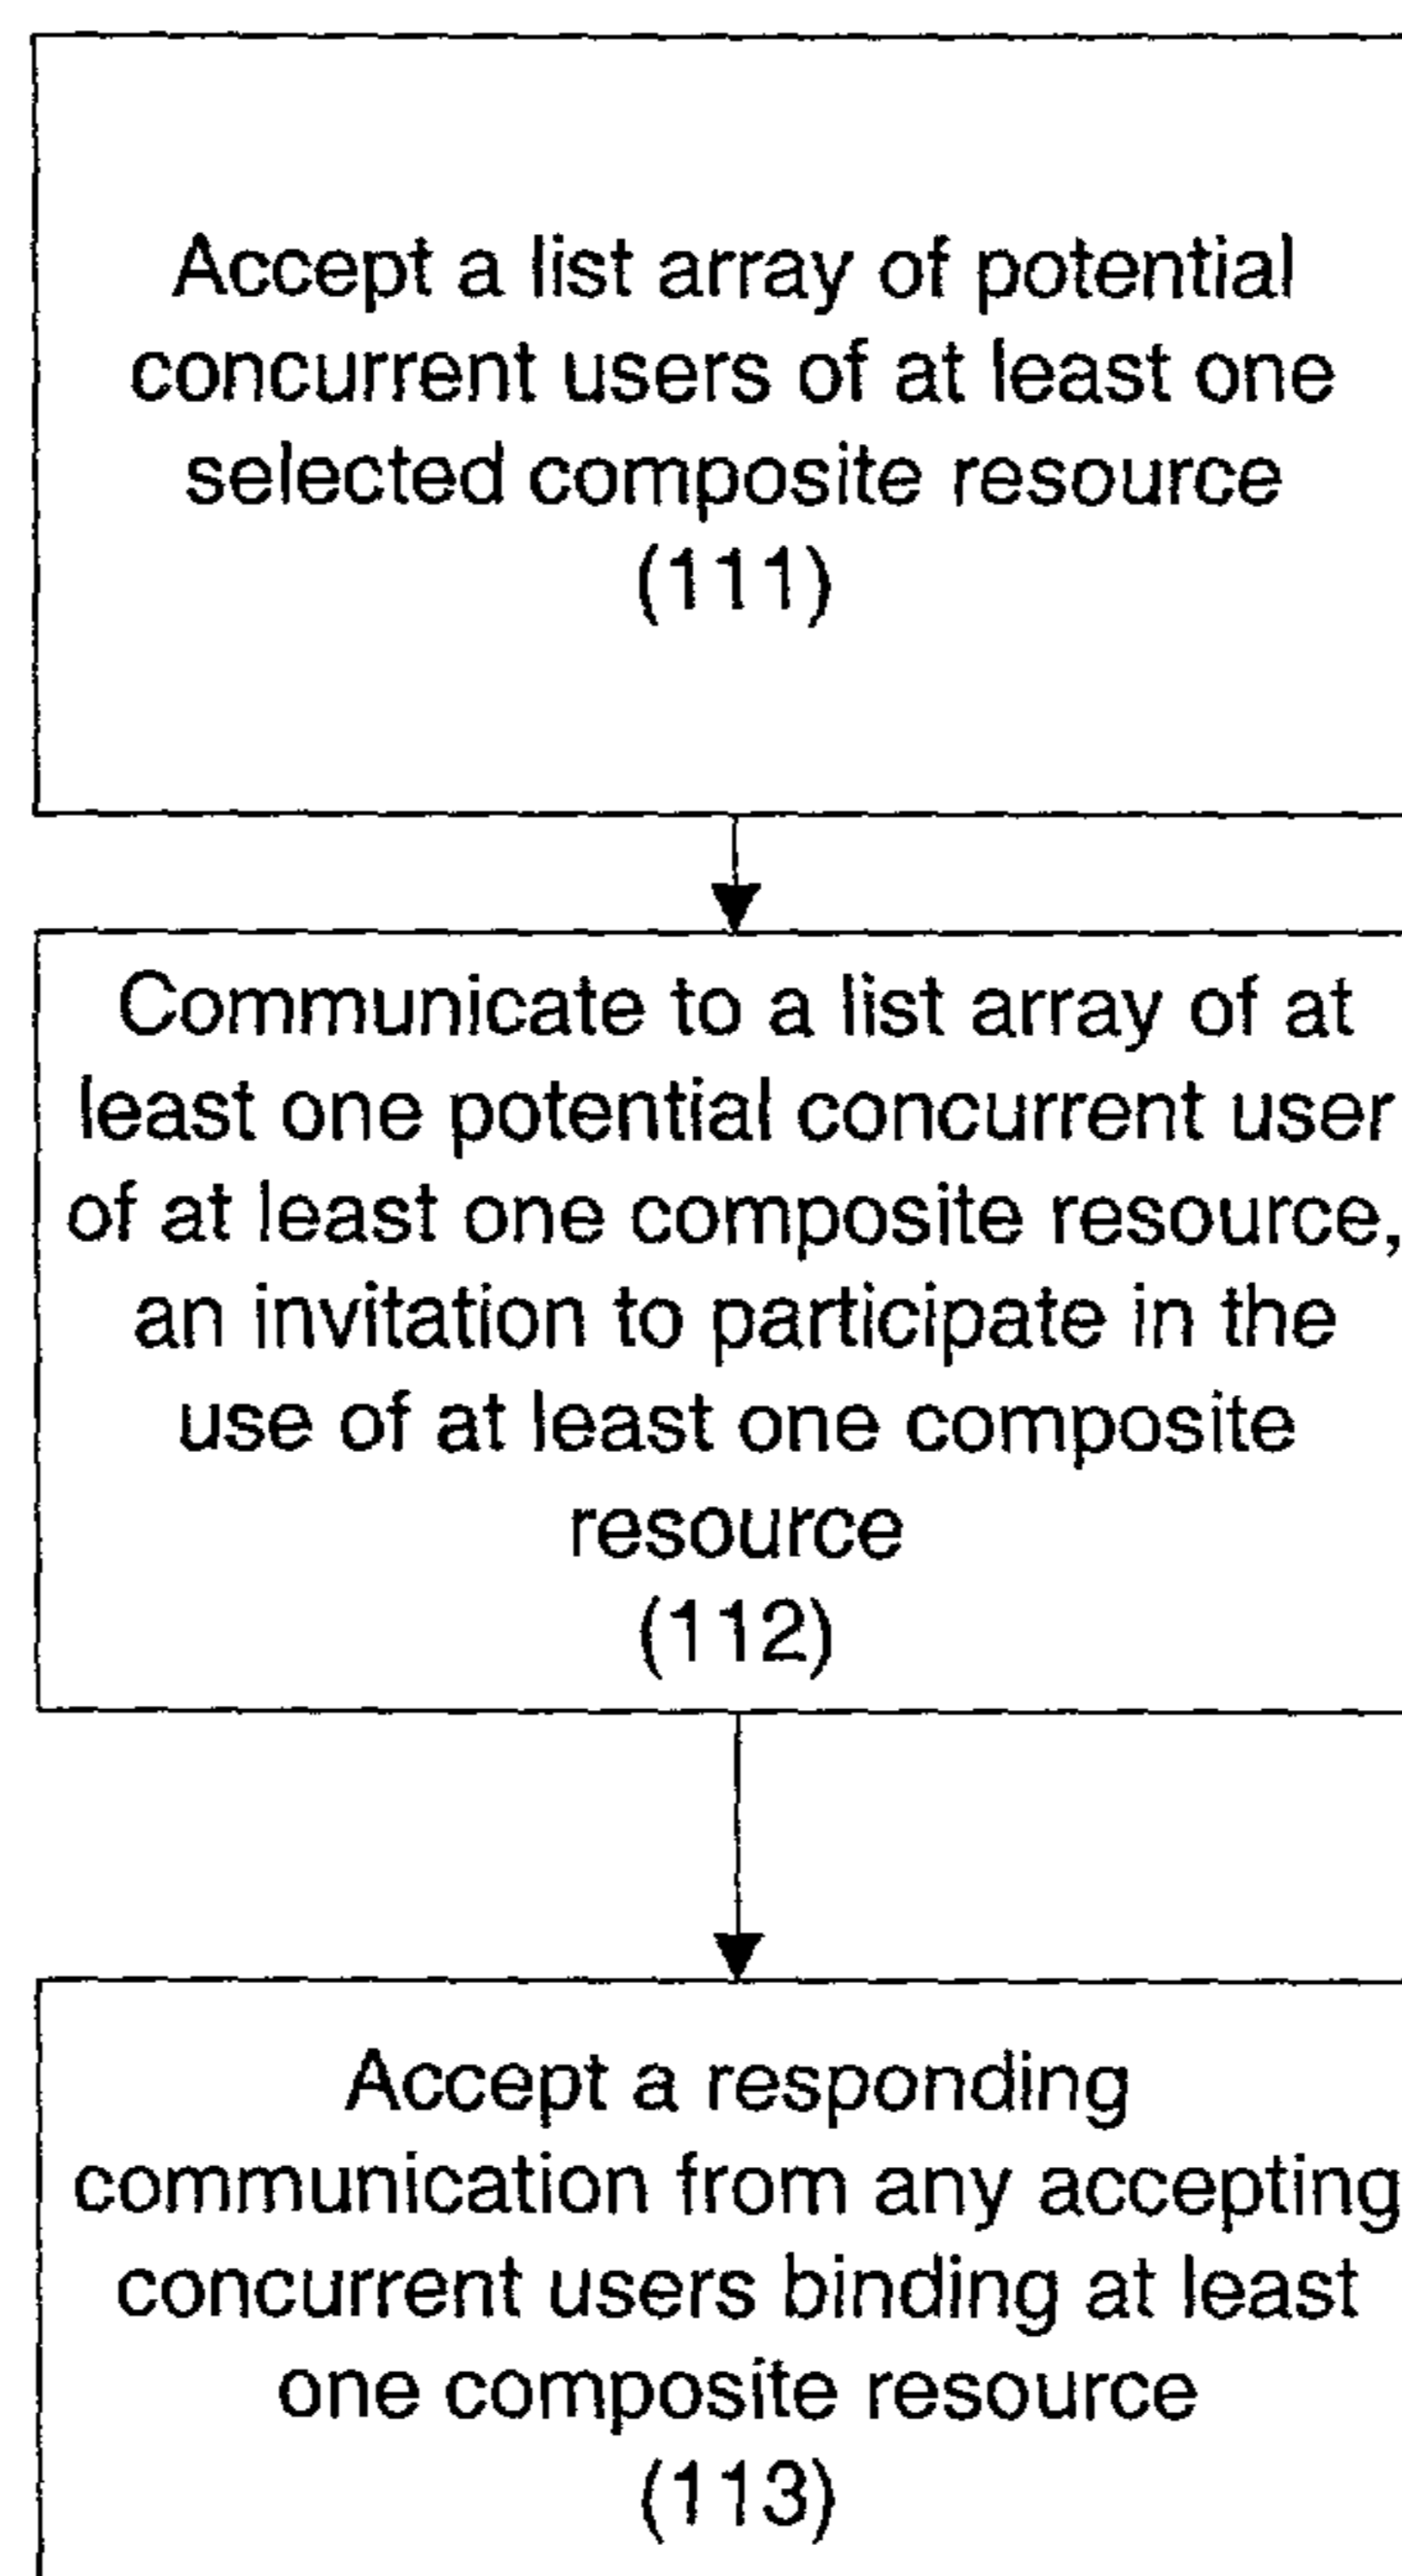 Accept a list array of potential
concurrent users of at least one
selected composite resource
(111)
Communicate to a list array of at
least one potential concurrent user
of at least one composite resource,
an invitation to participate in the
use of at least one composite
resource
(112)
Accept a responding
communication from any accepting
concurrent users binding at least
one composite resource
(113)